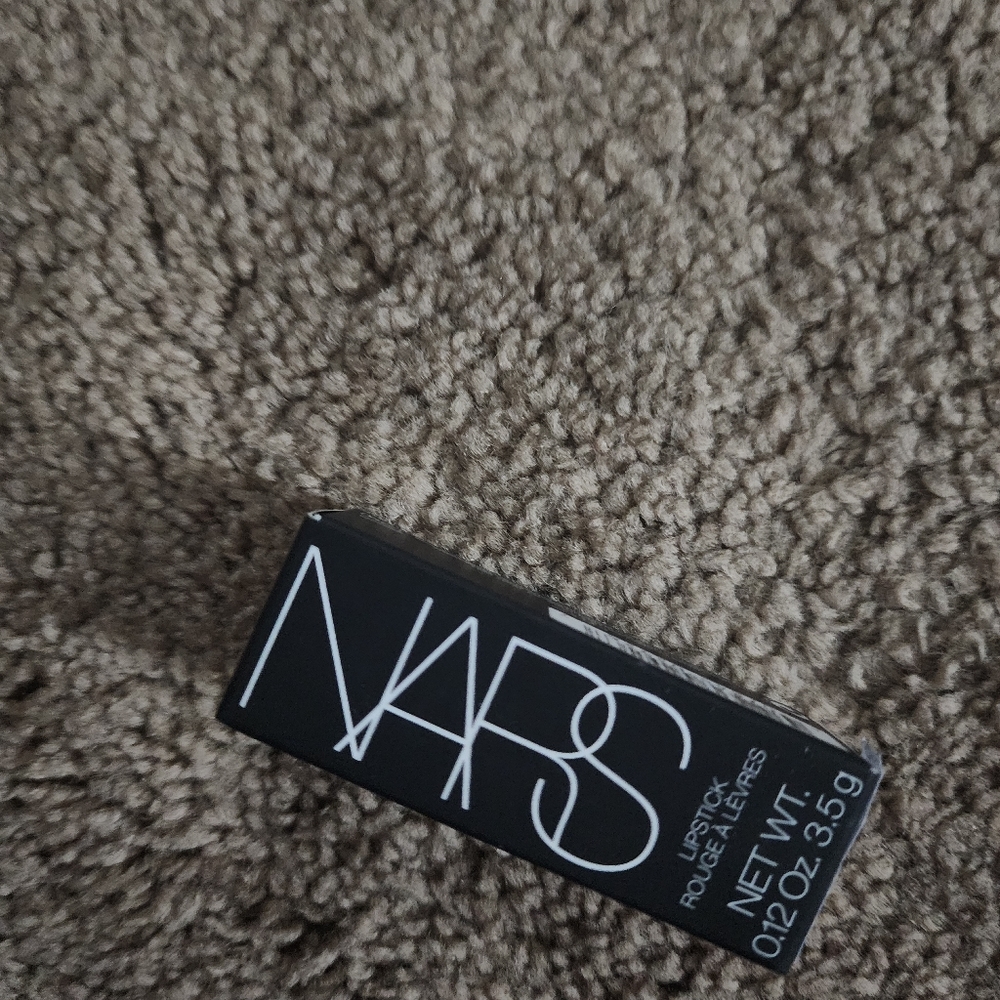 NARS
LIPSTICK
ROUGE À LÈVRES
NET WT.
0.12 Oz. 3.5 g